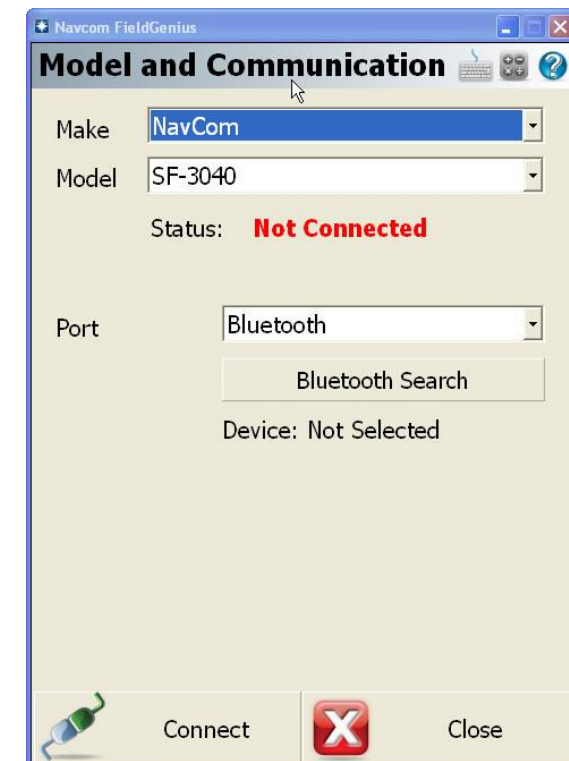 Navcom FieldGenius
Model and Communication
Make NavCom
Model SF-3040
Status: Not Connected
Port Bluetooth
Bluetooth Search
Device: Not Selected
Connect Close